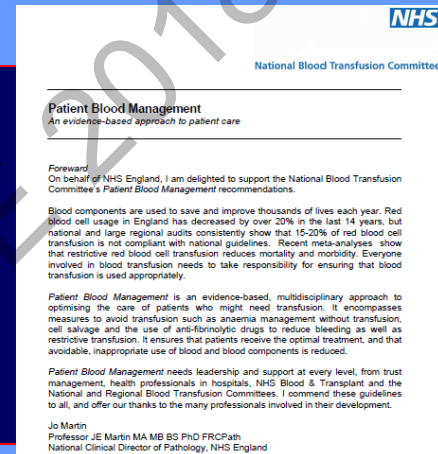 NHS
National Blood Transfusion Committee
Patient Blood Management
An evidence-based approach to patient care
Foreward
On behalf of NHS England, I am delighted to support the National Blood Transfusion
Committee's Patient Blood Management recommendations.
Blood components are used to save and improve thousands of lives each year. Red
blood cell usage in England has decreased by over 20% in the last 14 years, but
national and large regional audits consistently show that 15-20% of red blood cell
transfusion is not compliant with national guidelines. Recent meta-analyses show
that restrictive red blood cell transfusion reduces mortality and morbidity. Everyone
involved in blood transfusion needs to take responsibility for ensuring that blood
transfusion is used appropriately.
Patient Blood Management is an evidence-based, multidisciplinary approach to
optimising the care of patients who might need transfusion. It encompasses
measures to avoid transfusion such as anaemia management without transfusion,
cell salvage and the use of anti-fibrinolytic drugs to reduce bleeding as well as
restrictive transfusion. It ensures that patients receive the optimal treatment, and that
avoidable, inappropriate use of blood and blood components is reduced.
Patient Blood Management needs leadership and support at every level, from trust
management, health professionals in hospitals, NHS Blood & Transplant and the
National and Regional Blood Transfusion Committees. I commend these guidelines
to all, and offer our thanks to the many professionals involved in their development.
Jo Martin
Professor JE Martin MA MB BS PhD FRCPath
National Clinical Director of Pathology, NHS England